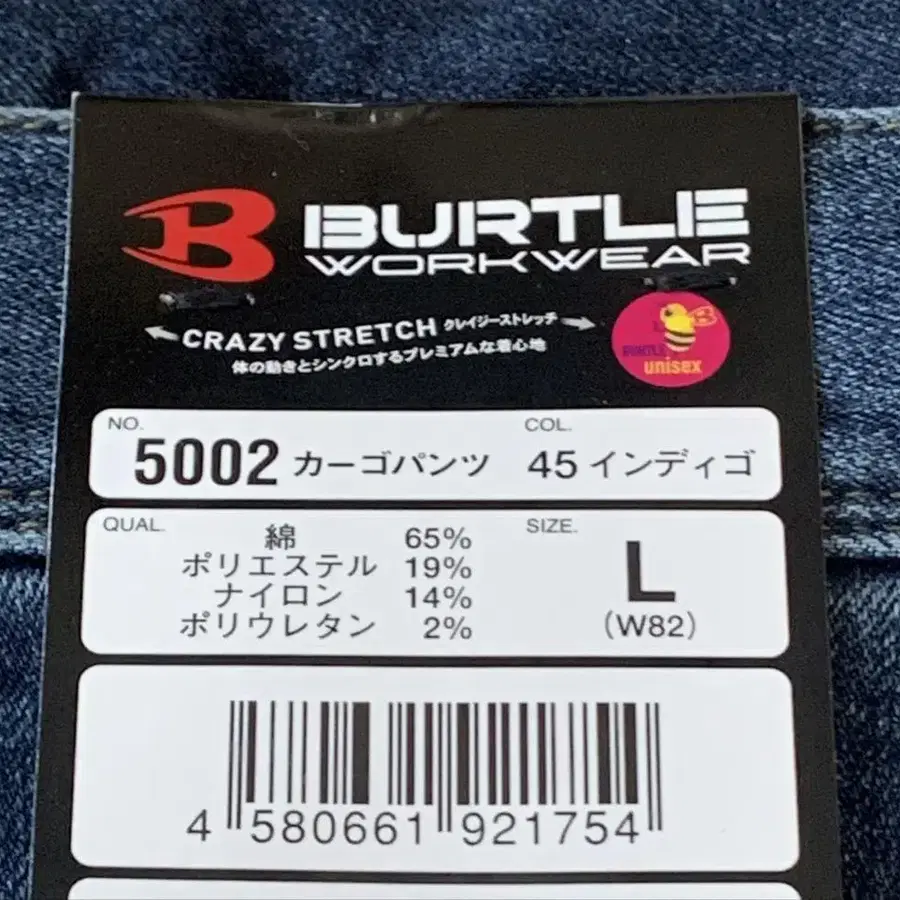 BURTLE
WORKWEAR
CRAZY STRETCH クレイジーストレッチ
体の動きとシンクロするプレミアムな着心地
B
BURTLE
unisex
NO.
5002 カーゴパンツ
COL.
45 インディゴ
QUAL.
綿 65%
ポリエステル 19%
ナイロン 14%
ポリウレタン 2%
SIZE.
L
(W82)
4 580661 921754